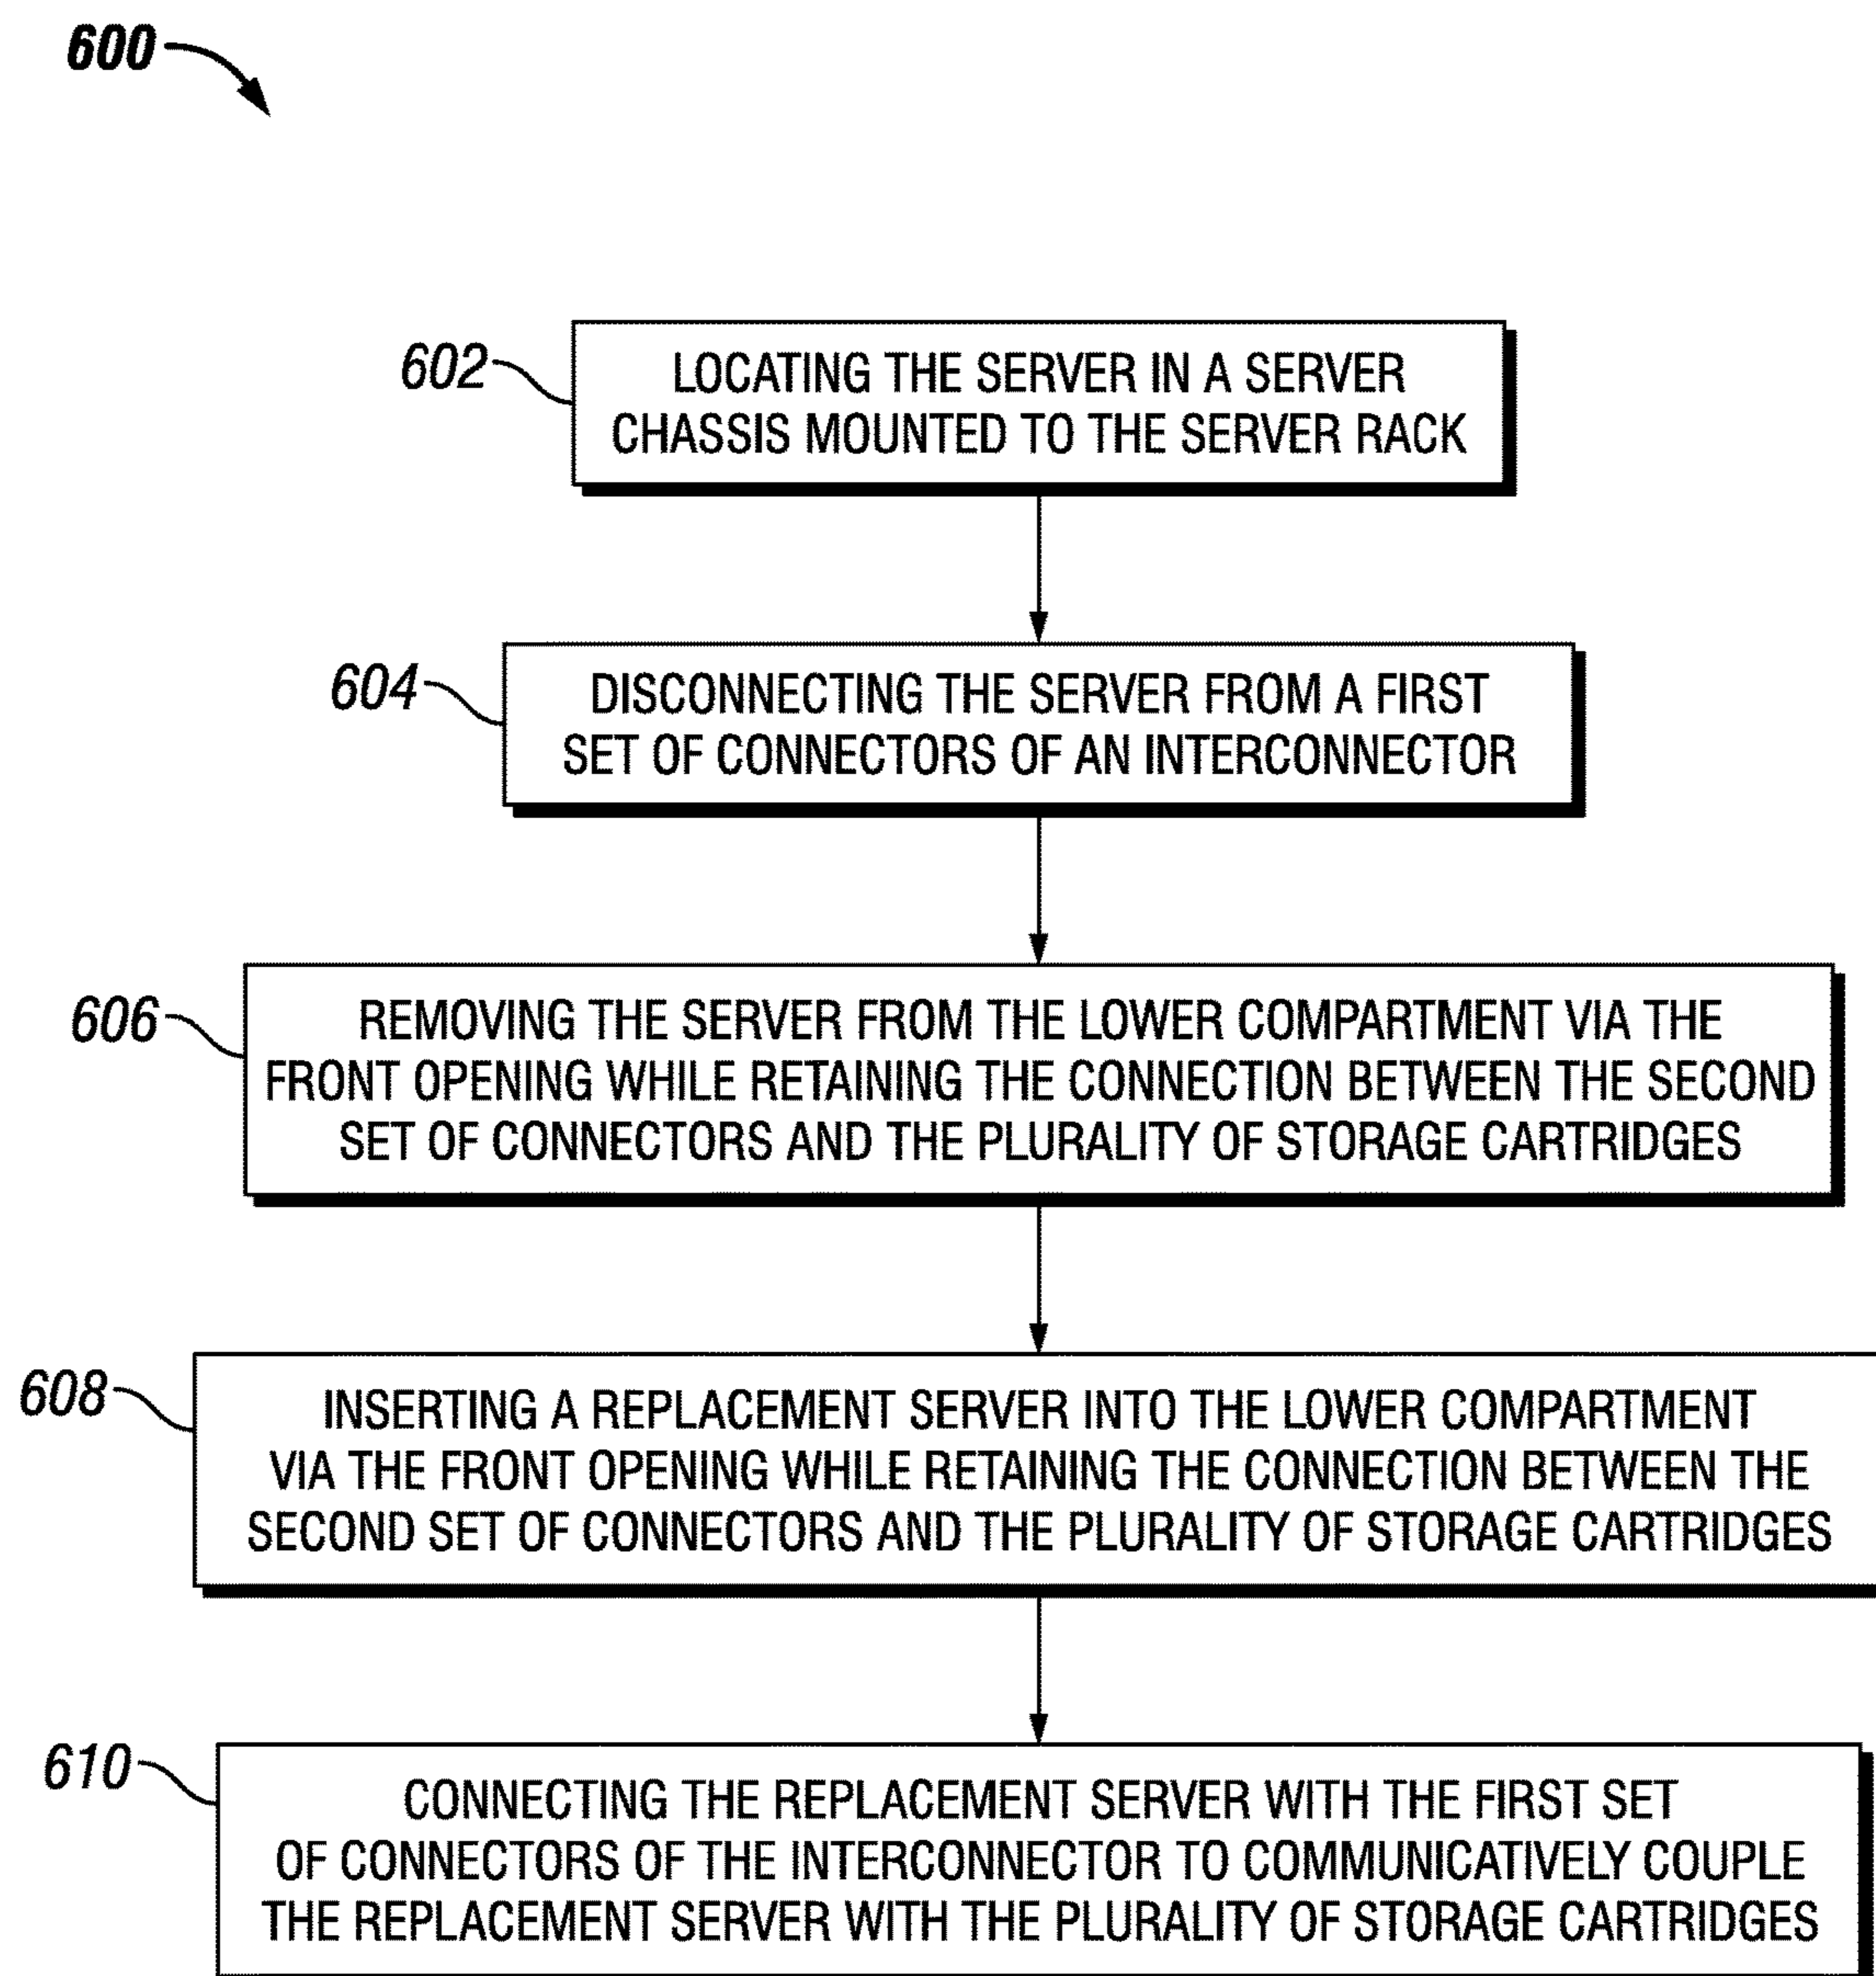 600
602
LOCATING THE SERVER IN A SERVER
CHASSIS MOUNTED TO THE SERVER RACK
604
DISCONNECTING THE SERVER FROM A FIRST
SET OF CONNECTORS OF AN INTERCONNECTOR
606
REMOVING THE SERVER FROM THE LOWER COMPARTMENT VIA THE
FRONT OPENING WHILE RETAINING THE CONNECTION BETWEEN THE SECOND
SET OF CONNECTORS AND THE PLURALITY OF STORAGE CARTRIDGES
608
INSERTING A REPLACEMENT SERVER INTO THE LOWER COMPARTMENT
VIA THE FRONT OPENING WHILE RETAINING THE CONNECTION BETWEEN THE
SECOND SET OF CONNECTORS AND THE PLURALITY OF STORAGE CARTRIDGES
610
CONNECTING THE REPLACEMENT SERVER WITH THE FIRST SET
OF CONNECTORS OF THE INTERCONNECTOR TO COMMUNICATIVELY COUPLE
THE REPLACEMENT SERVER WITH THE PLURALITY OF STORAGE CARTRIDGES